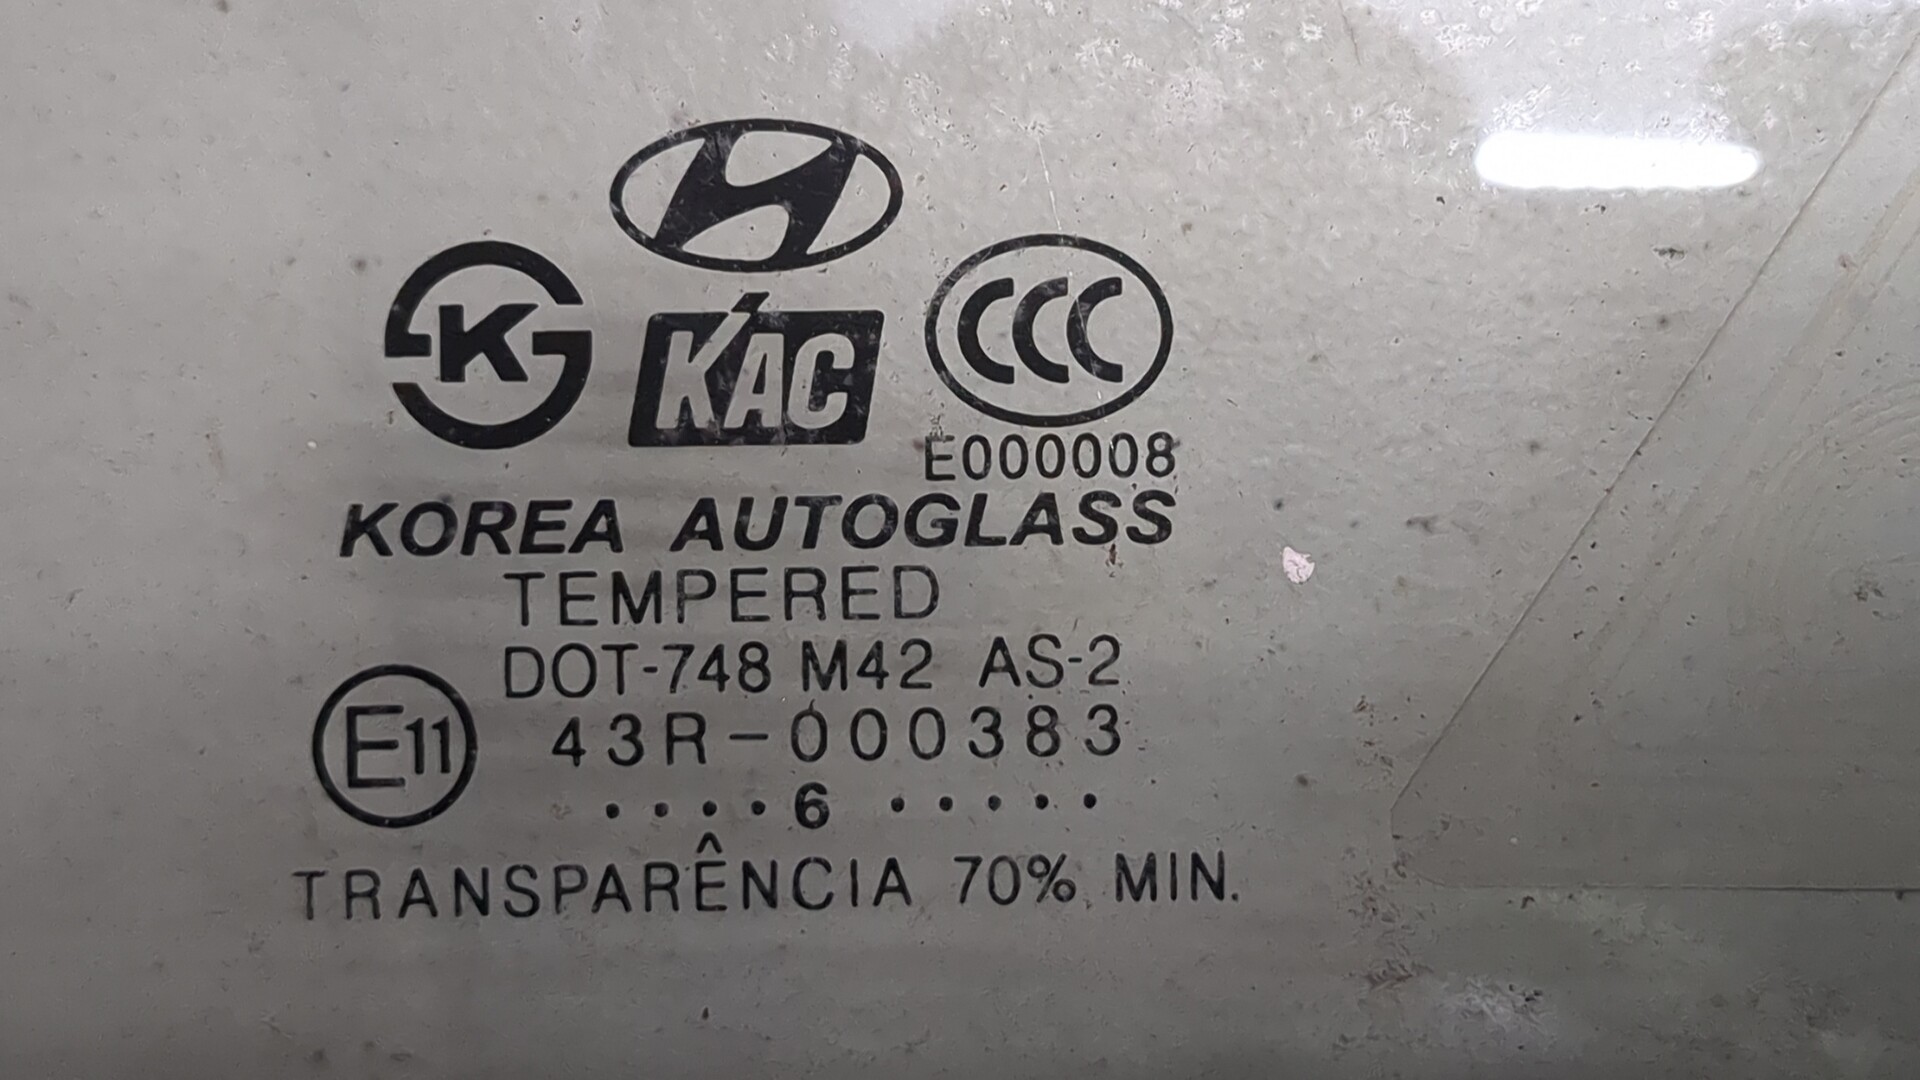 K
KAC
CCC
E000008
KOREA AUTOGLASS
TEMPERED
DOT-748 M42 AS-2
E11
43R-000383
....6 .....
TRANSPARÊNCIA 70% MIN.